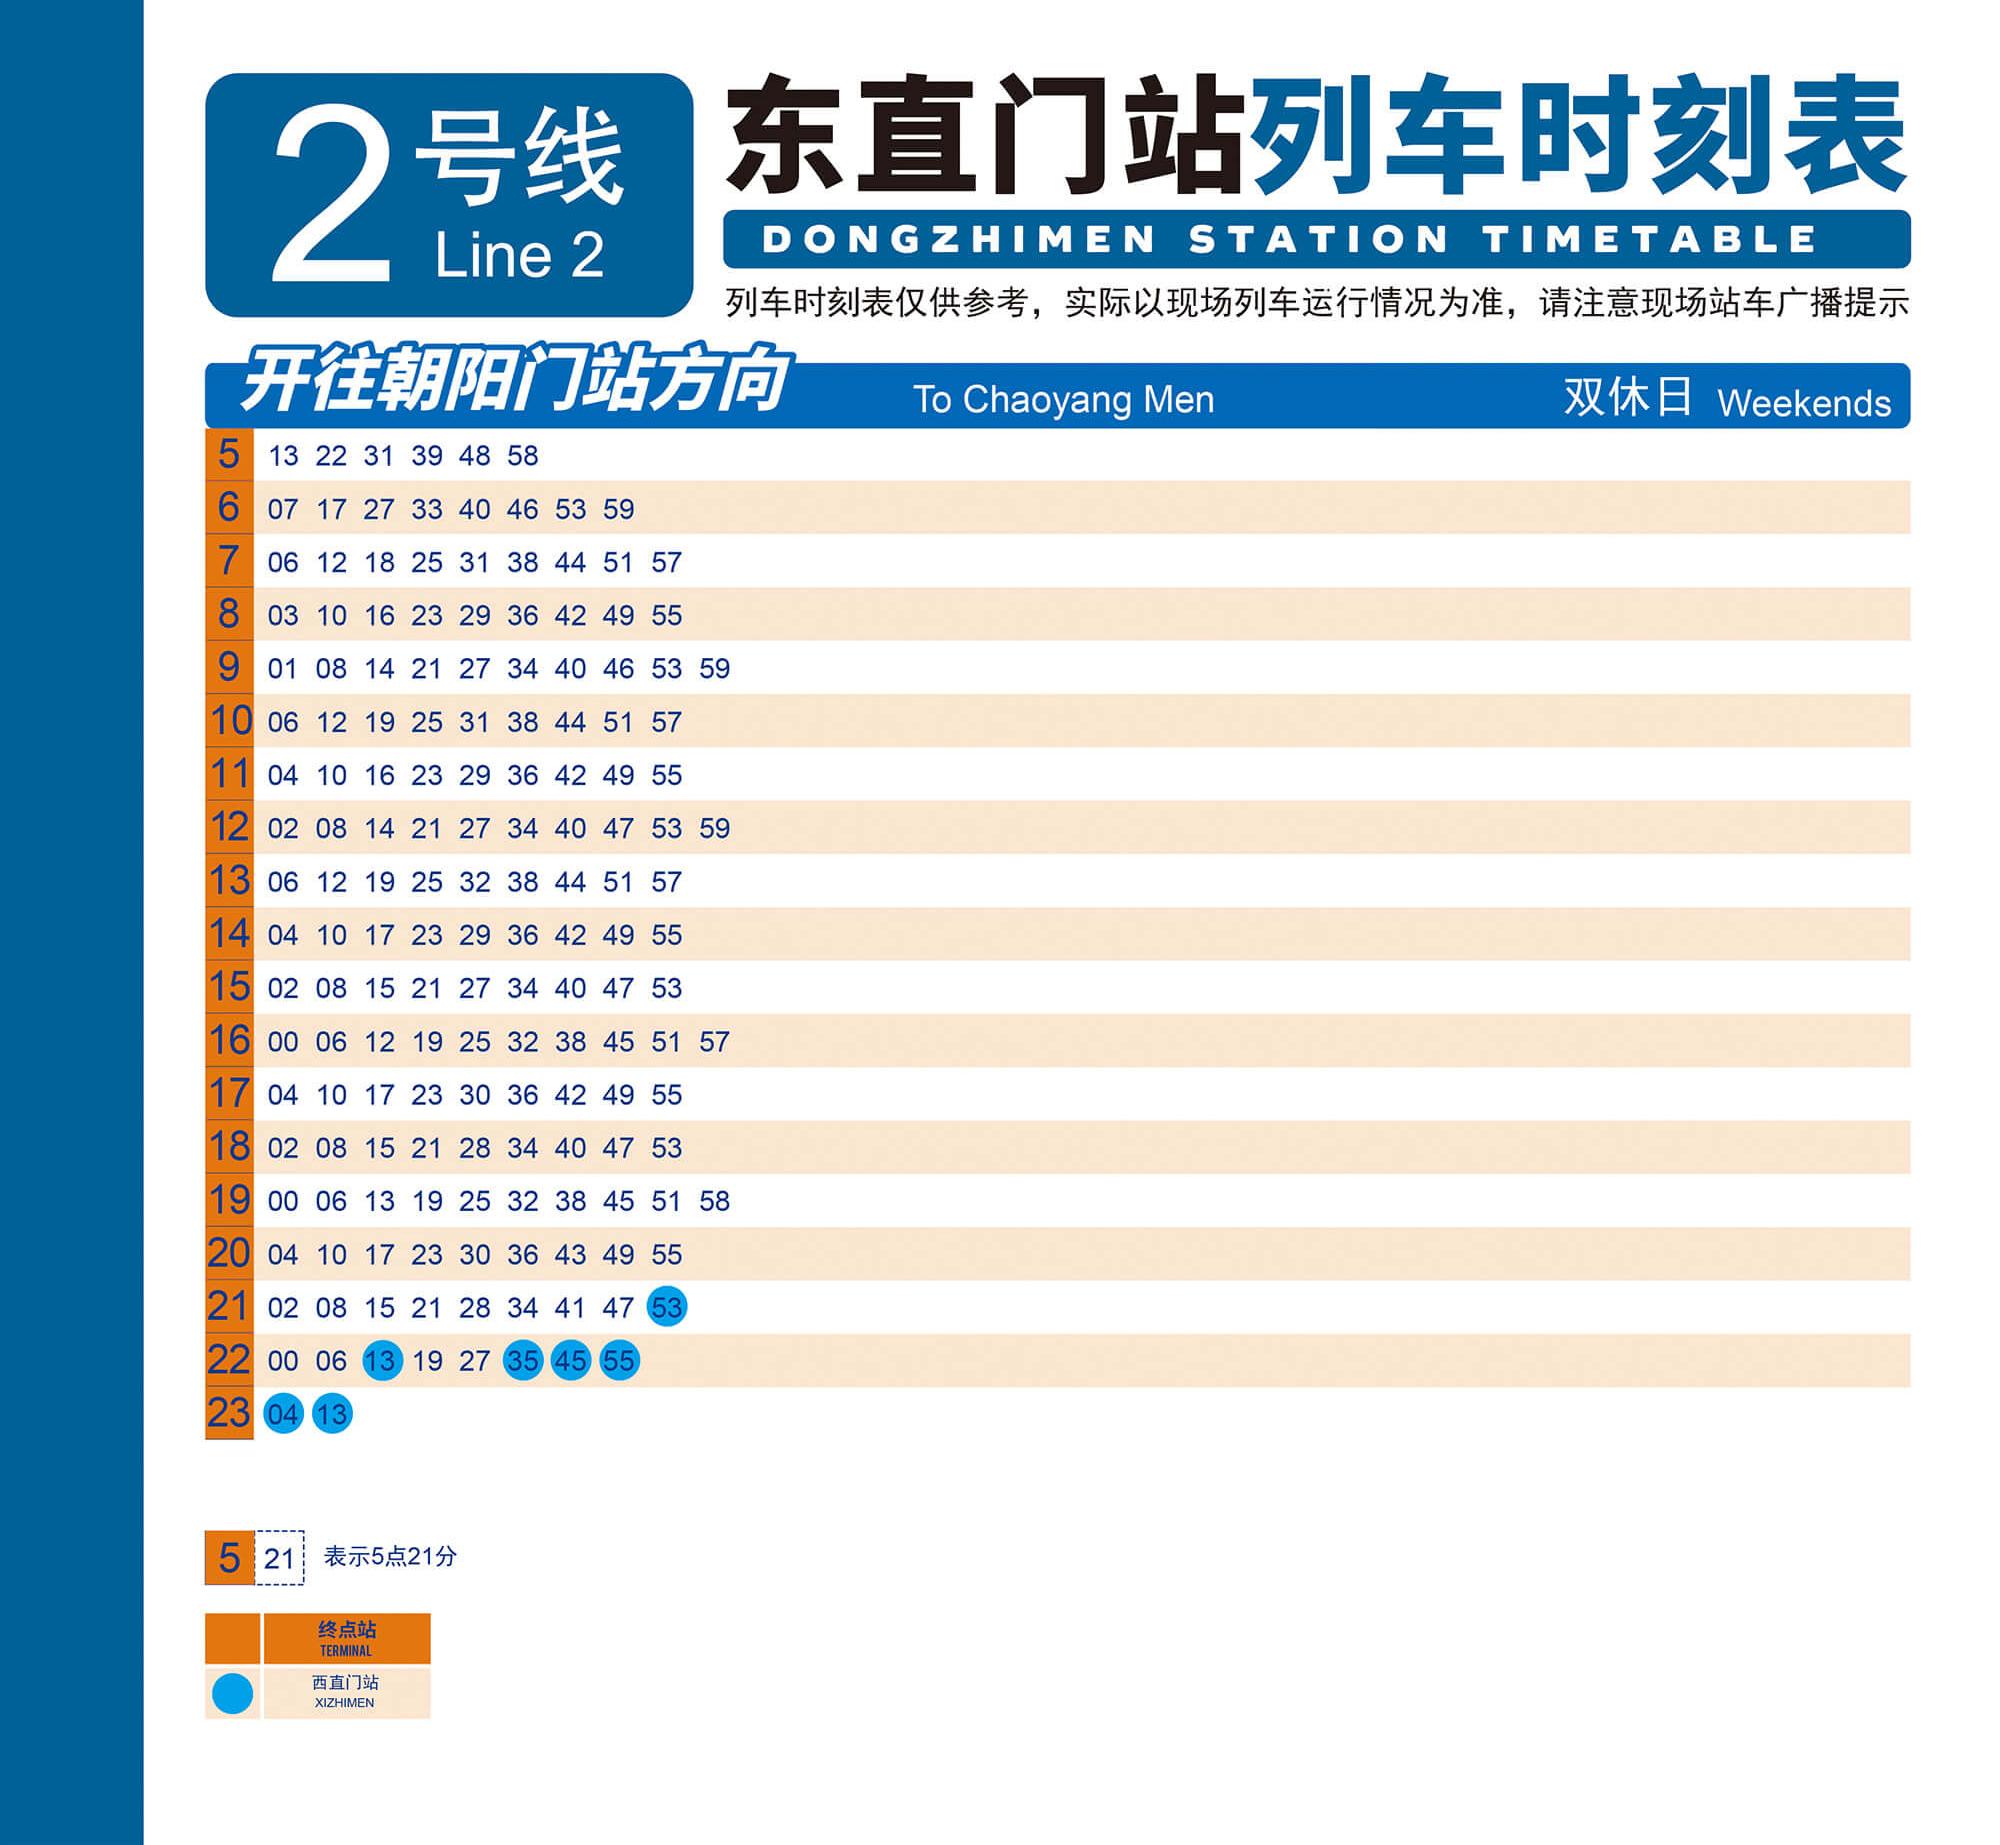 2号线
Line 2
东直门站列车时刻表
DONGZHIMEN STATION TIMETABLE
列车时刻表仅供参考，实际以现场列车运行情况为准，请注意现场站车广播提示
开往朝阳门站方向 To Chaoyang Men 双休日 Weekends
5 13 22 31 39 48 58
6 07 17 27 33 40 46 53 59
7 06 12 18 25 31 38 44 51 57
8 03 10 16 23 29 36 42 49 55
9 01 08 14 21 27 34 40 46 53 59
10 06 12 19 25 31 38 44 51 57
11 04 10 16 23 29 36 42 49 55
12 02 08 14 21 27 34 40 47 53 59
13 06 12 19 25 32 38 44 51 57
14 04 10 17 23 29 36 42 49 55
15 02 08 15 21 27 34 40 47 53
16 00 06 12 19 25 32 38 45 51 57
17 04 10 17 23 30 36 42 49 55
18 02 08 15 21 28 34 40 47 53
19 00 06 13 19 25 32 38 45 51 58
20 04 10 17 23 30 36 43 49 55
21 02 08 15 21 28 34 41 47 53
22 00 06 13 19 27 35 45 55
23 04 13
5 21 表示5点21分
终点站
TERMINAL
西直门站
XIZHIMEN